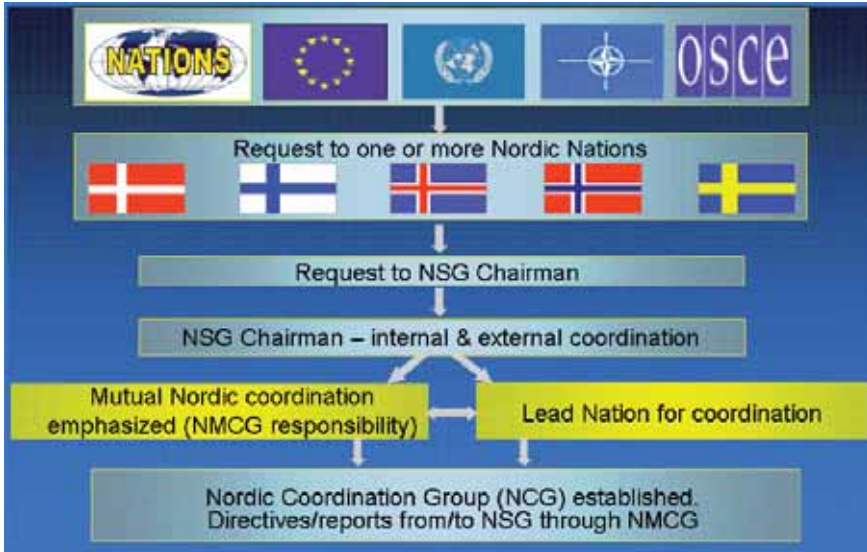 NATIONS
osce
Request to one or more Nordic Nations
Request to NSG Chairman
NSG Chairman – internal & external coordination
Mutual Nordic coordination
emphasized (NMCG responsibility)
Lead Nation for coordination
Nordic Coordination Group (NCG) established.
Directives/reports from/to NSG through NMCG